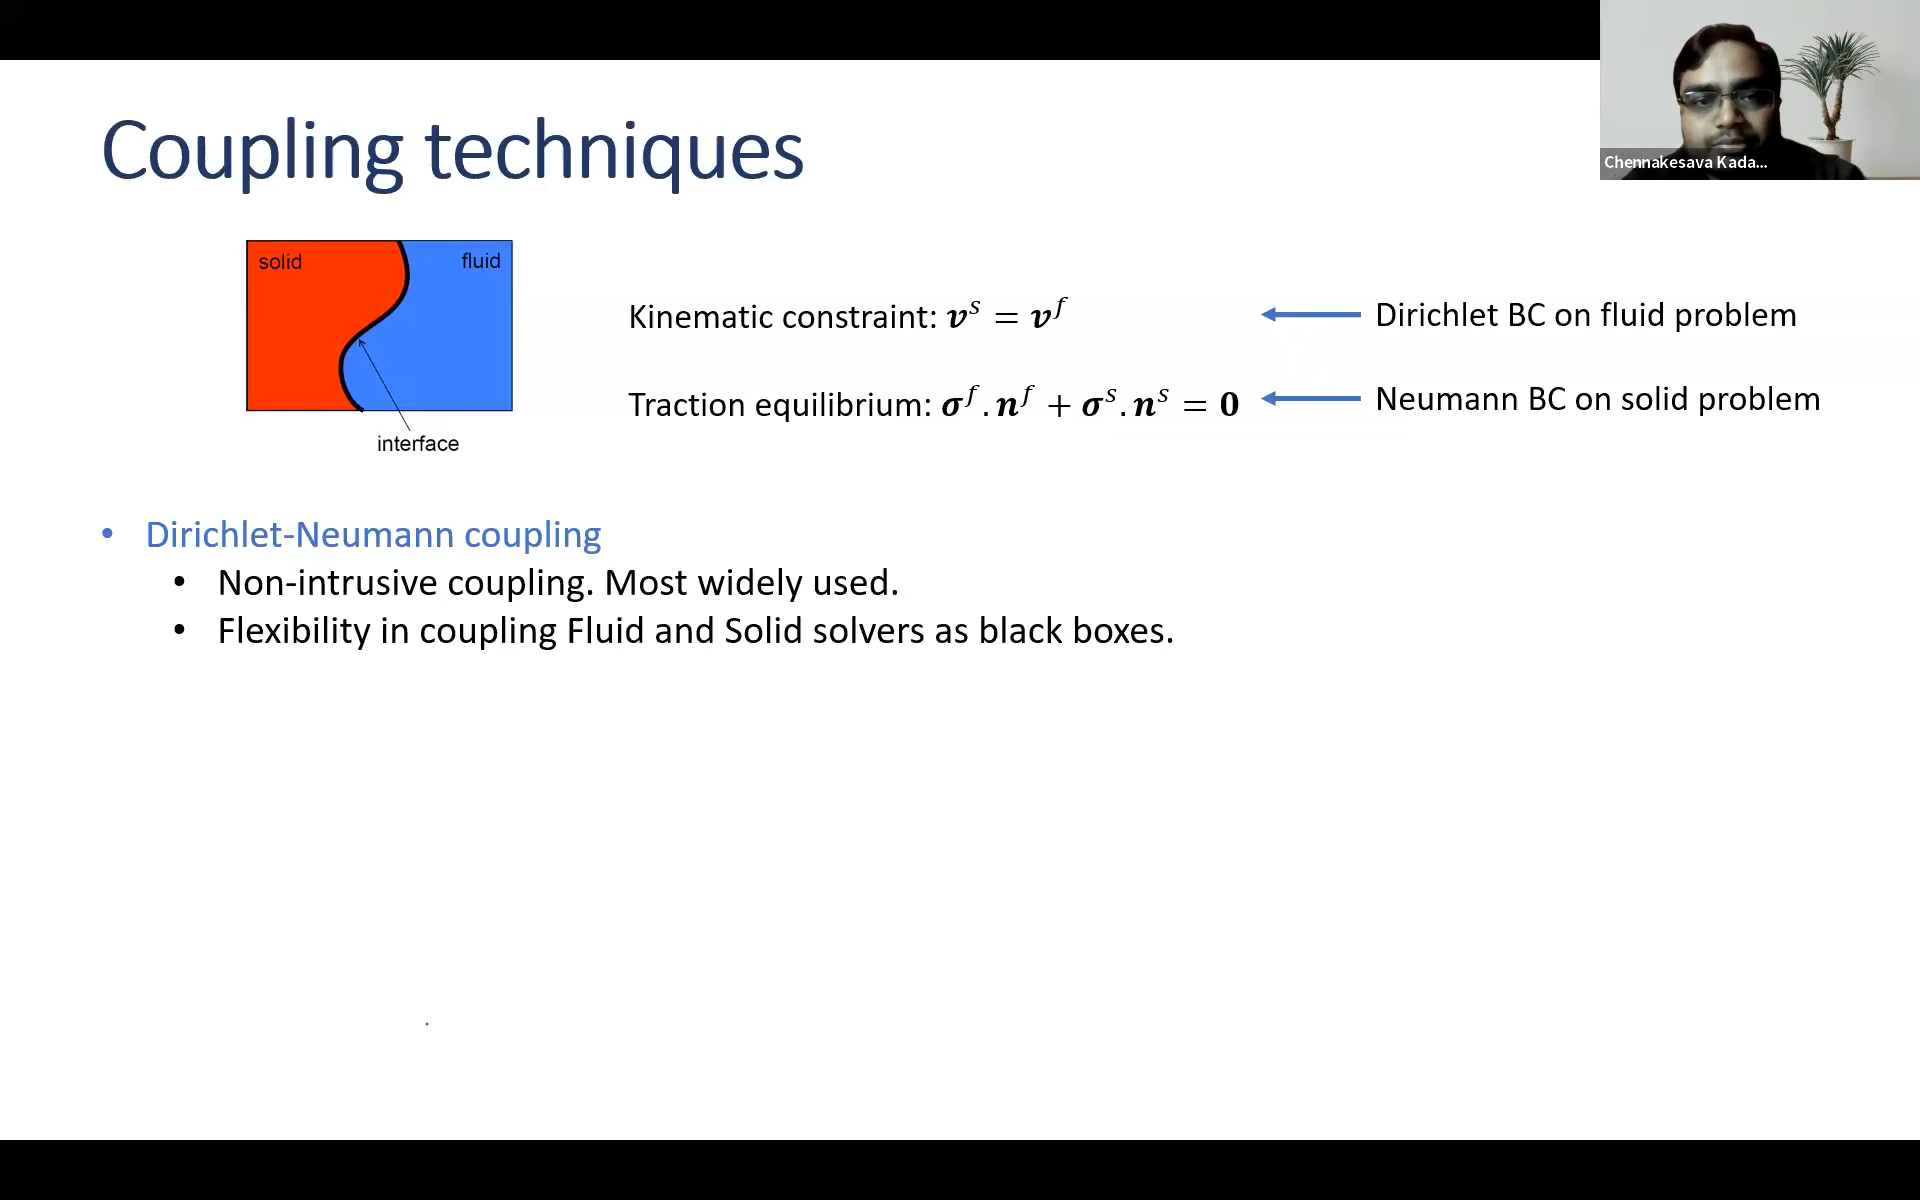 Chennakesava Kada...
Coupling techniques
solid
fluid
interface
Kinematic constraint: 𝒗ˢ = 𝒗ᶠ
Dirichlet BC on fluid problem
Traction equilibrium: 𝝈ᶠ. 𝒏ᶠ + 𝝈ˢ. 𝒏ˢ = 𝟎
Neumann BC on solid problem
• Dirichlet-Neumann coupling
• Non-intrusive coupling. Most widely used.
• Flexibility in coupling Fluid and Solid solvers as black boxes.